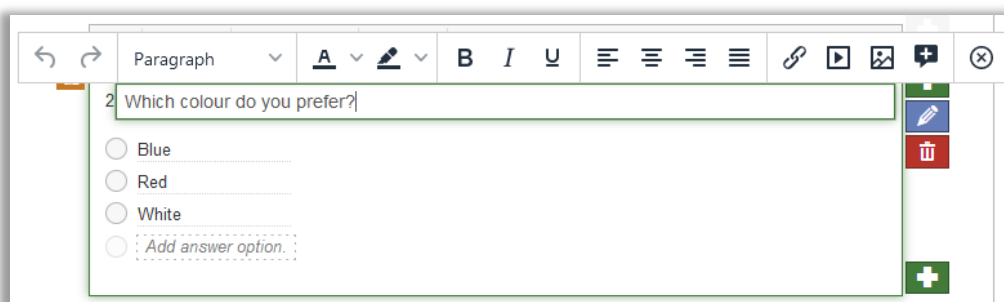 Paragraph
A
B I U
2 Which colour do you prefer?
Blue
Red
White
Add answer option.